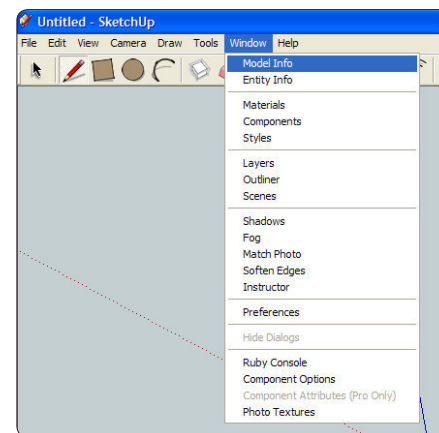 Untitled - SketchUp
File Edit View Camera Draw Tools Window Help
Model Info
Entity Info
Materials
Components
Styles
Layers
Outliner
Scenes
Shadows
Fog
Match Photo
Soften Edges
Instructor
Preferences
Hide Dialogs
Ruby Console
Component Options
Component Attributes (Pro Only)
Photo Textures